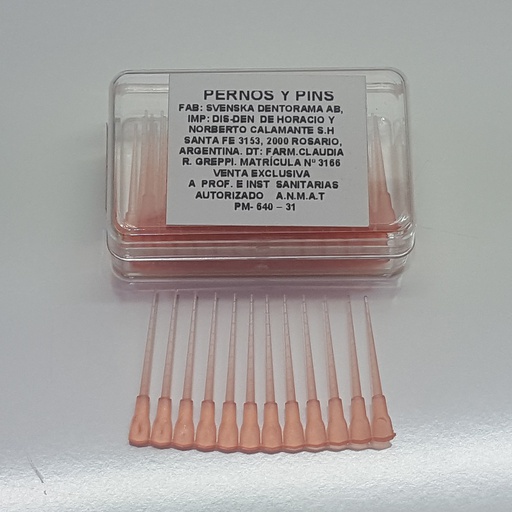 PERNOS Y PINS
FAB: SVENSKA DENTORAMA AB,
IMP: DIS-DEN DE HORACIO Y
NORBERTO CALAMANTE S.H
SANTA FE 3153, 2000 ROSARIO,
ARGENTINA. DT: FARM.CLAUDIA
R. GREPPI. MATRÍCULA Nº 3166
VENTA EXCLUSIVA
A PROF. E INST SANITARIAS
AUTORIZADO A.N.M.A.T
PM- 640 – 31